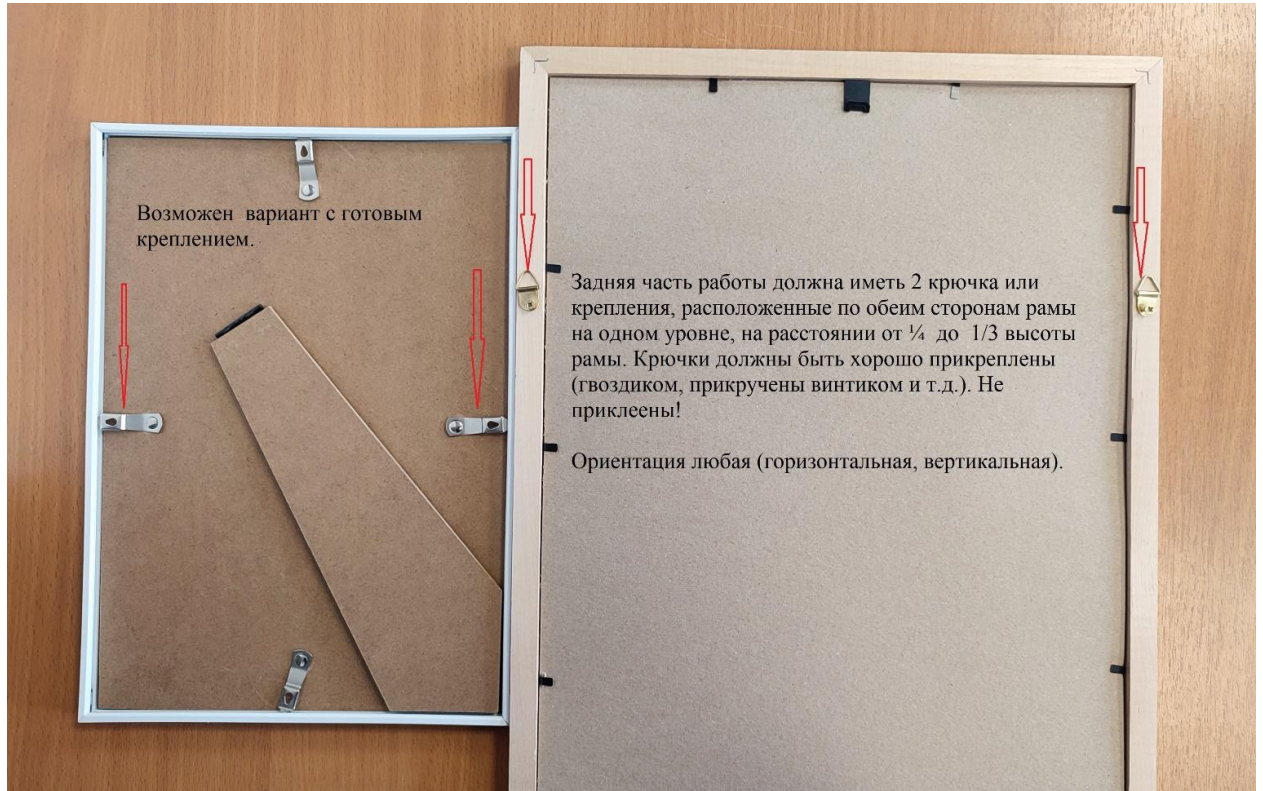 Возможен вариант с готовым
креплением.
Задняя часть работы должна иметь 2 крючка или
крепления, расположенные по обеим сторонам рамы
на одном уровне, на расстоянии от ¼ до 1/3 высоты
рамы. Крючки должны быть хорошо прикреплены
(гвоздиком, прикручены винтиком и т.д.). Не
приклеены!
Ориентация любая (горизонтальная, вертикальная).